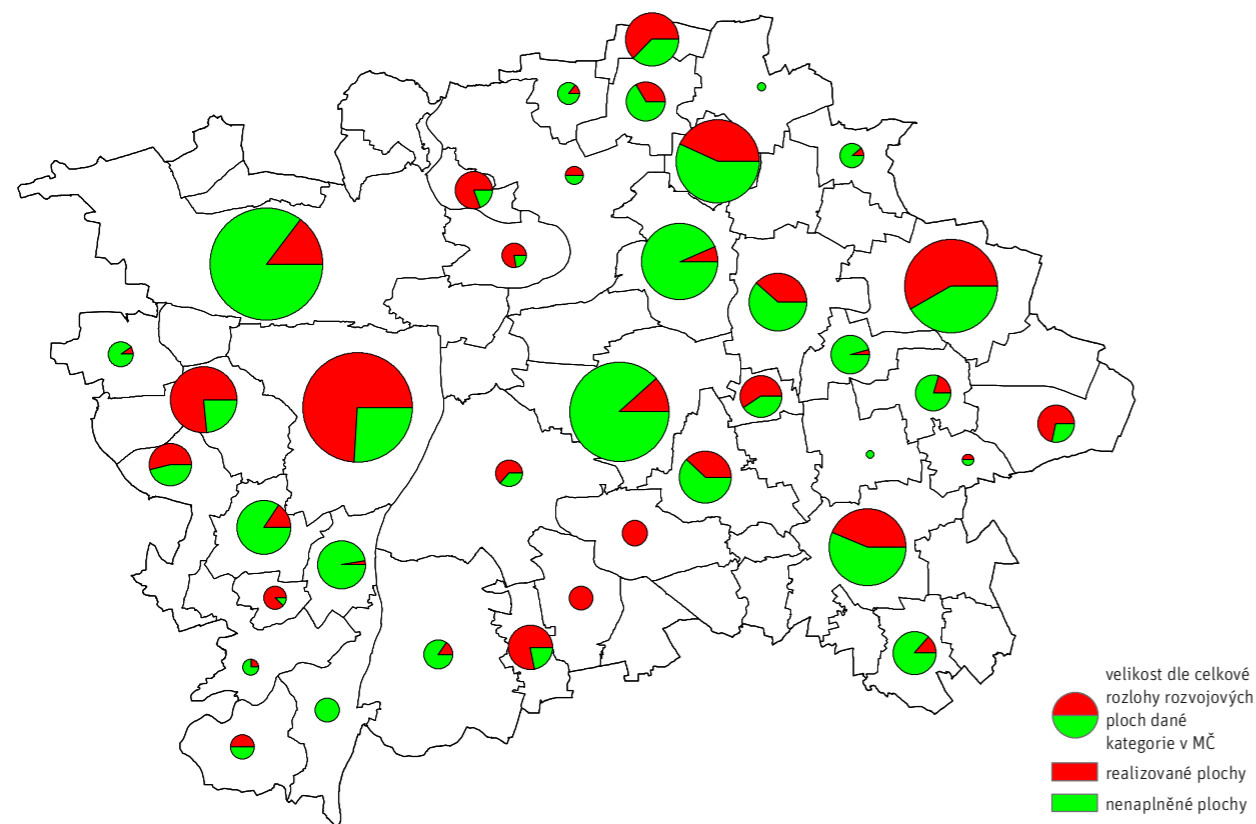 velikost dle celkové
rozlohy rozvojových
ploch dané
kategorie v MČ
realizované plochy
nenaplněné plochy